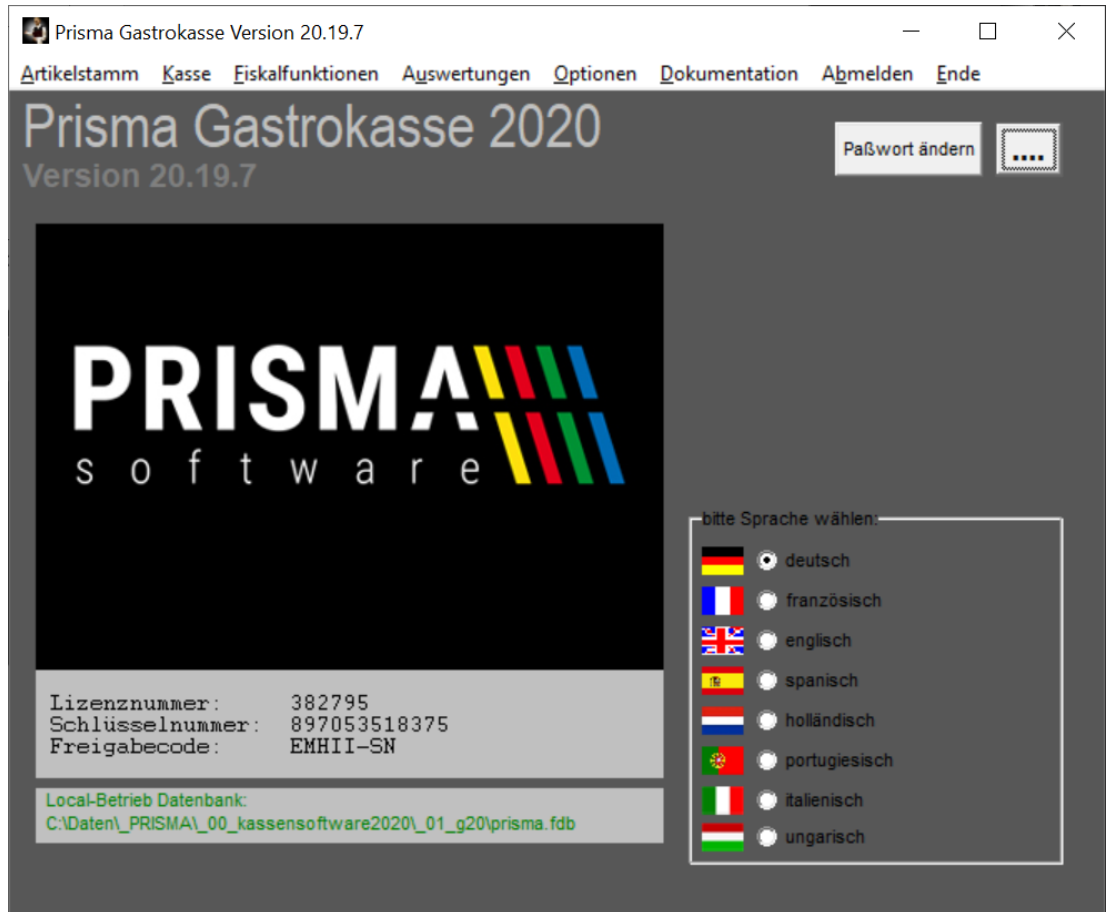 Prisma Gastrokasse Version 20.19.7
Artikelstamm Kasse Fiskalfunktionen Auswertungen Optionen Dokumentation Abmelden Ende
Prisma Gastrokasse 2020
Version 20.19.7
Paßwort ändern
....
PRISMA
software
bitte Sprache wählen:
deutsch
französisch
englisch
spanisch
holländisch
portugiesisch
italienisch
ungarisch
Lizenznummer: 382795
Schlüsselnummer: 897053518375
Freigabecode: EMHII-SN
Local-Betrieb Datenbank:
C:\Daten\_PRISMA\_00_kassensoftware2020\_01_g20\prisma.fdb